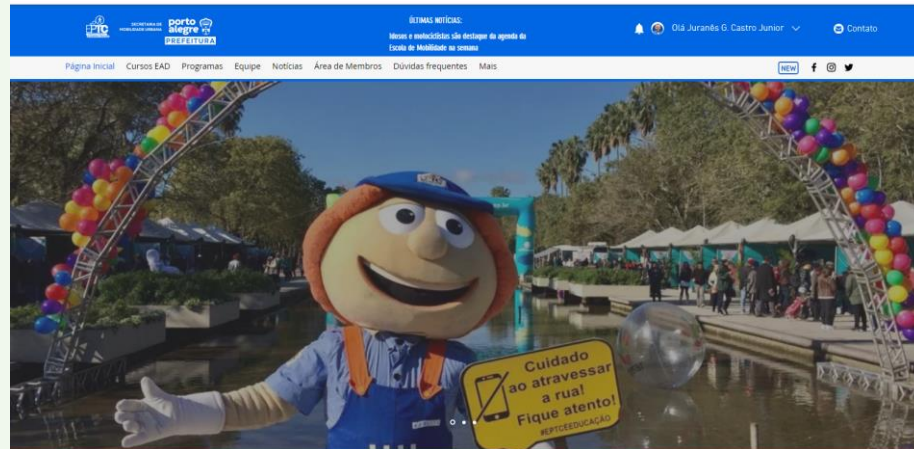 EPTC
SECRETARIA DE
MOBILIDADE URBANA
porto
alegre
PREFEITURA
ÚLTIMAS NOTÍCIAS:
Idosos e motociclistas são destaque da agenda da
Escola de Mobilidade na semana
Olá Juranês G. Castro Junior
Contato
Página Inicial Cursos EAD Programas Equipe Notícias Área de Membros Dúvidas frequentes Mais
NEW
Cuidado
ao atravessar
a rua!
Fique atento!
#EPTCÉEDUCAÇÃO